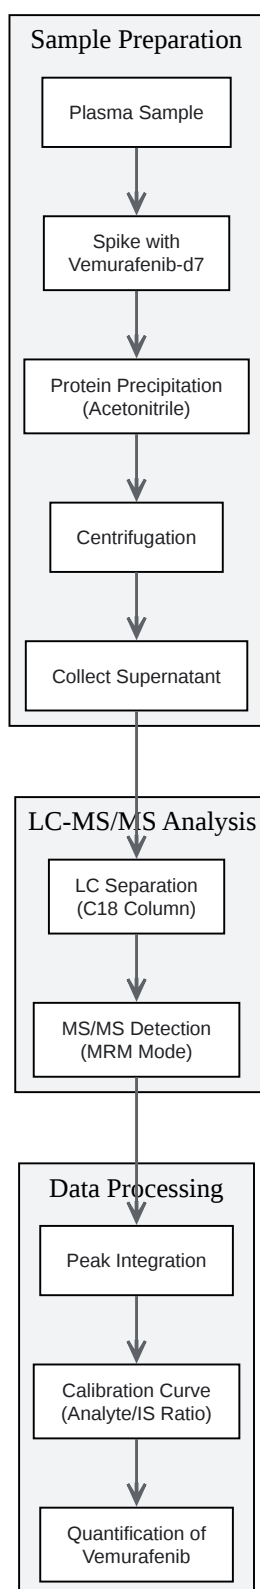 Sample Preparation
Plasma Sample
Spike with
Vemurafenib-d7
Protein Precipitation
(Acetonitrile)
Centrifugation
Collect Supernatant
LC-MS/MS Analysis
LC Separation
(C18 Column)
MS/MS Detection
(MRM Mode)
Data Processing
Peak Integration
Calibration Curve
(Analyte/IS Ratio)
Quantification of
Vemurafenib